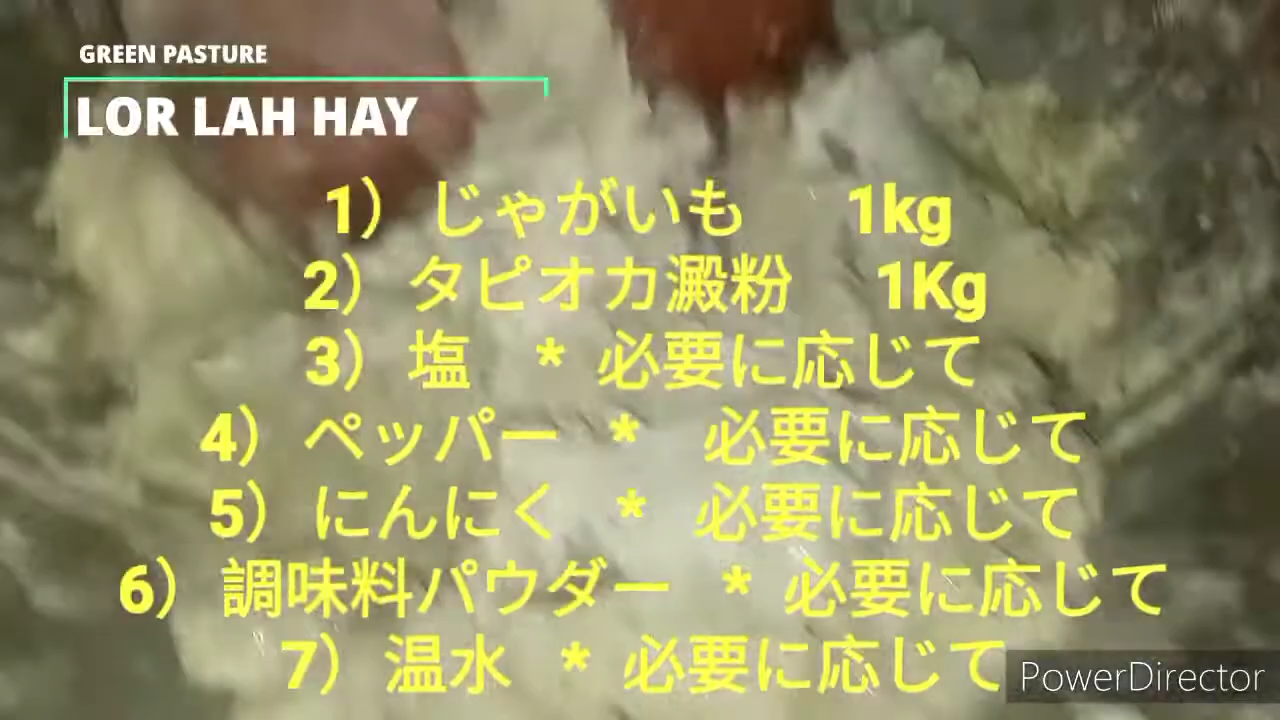 GREEN PASTURE
LOR LAH HAY
1） じゃがいも 1kg
2） タピオカ澱粉 1Kg
3） 塩 * 必要に応じて
4） ペッパー * 必要に応じて
5） にんにく * 必要に応じて
6） 調味料パウダー * 必要に応じて
7） 温水 * 必要に応じて
PowerDirector